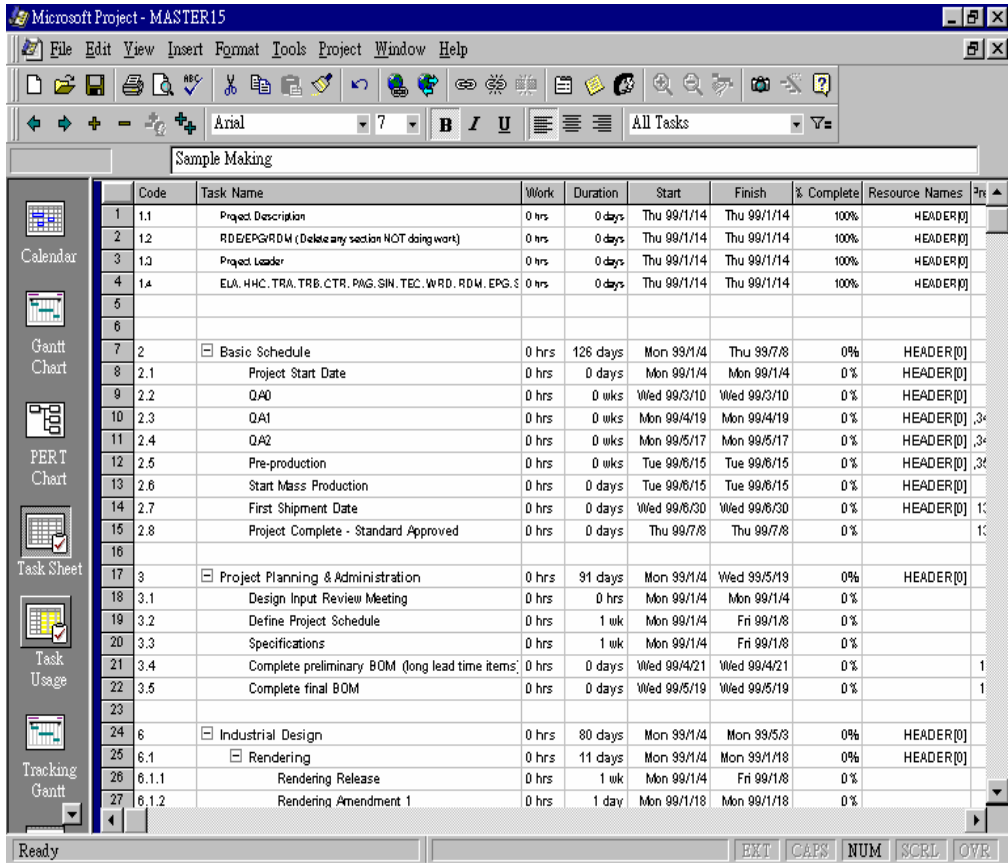 Microsoft Project - MASTER15
File Edit View Insert Format Tools Project Window Help
Arial 7 B I U All Tasks
Sample Making
Code Task Name Work Duration Start Finish % Complete Resource Names Pre
1 1.1 Project Description 0 hrs 0 days Thu 99/1/14 Thu 99/1/14 100% HEADER[0]
2 1.2 RDE/EPG/RDM (Delete any section NOT doing work) 0 hrs 0 days Thu 99/1/14 Thu 99/1/14 100% HEADER[0]
3 1.3 Project Leader 0 hrs 0 days Thu 99/1/14 Thu 99/1/14 100% HEADER[0]
4 1.4 ELA, HHC, TRA, TRB, CTR, PAG, SIN, TEC, WRD, RDM, EPG, S 0 hrs 0 days Thu 99/1/14 Thu 99/1/14 100% HEADER[0]
5
6
7 2 Basic Schedule 0 hrs 126 days Mon 99/1/4 Thu 99/7/8 0% HEADER[0]
8 2.1 Project Start Date 0 hrs 0 days Mon 99/1/4 Mon 99/1/4 0% HEADER[0]
9 2.2 QA0 0 hrs 0 wks Wed 99/3/10 Wed 99/3/10 0% HEADER[0]
10 2.3 QA1 0 hrs 0 wks Mon 99/4/19 Mon 99/4/19 0% HEADER[0] ,34
11 2.4 QA2 0 hrs 0 wks Mon 99/5/17 Mon 99/5/17 0% HEADER[0] ,34
12 2.5 Pre-production 0 hrs 0 wks Tue 99/6/15 Tue 99/6/15 0% HEADER[0] ,35
13 2.6 Start Mass Production 0 hrs 0 days Tue 99/6/15 Tue 99/6/15 0% HEADER[0]
14 2.7 First Shipment Date 0 hrs 0 days Wed 99/6/30 Wed 99/6/30 0% HEADER[0] 13
15 2.8 Project Complete - Standard Approved 0 hrs 0 days Thu 99/7/8 Thu 99/7/8 0% 13
16
17 3 Project Planning & Administration 0 hrs 91 days Mon 99/1/4 Wed 99/5/19 0% HEADER[0]
18 3.1 Design Input Review Meeting 0 hrs 0 hrs Mon 99/1/4 Mon 99/1/4 0%
19 3.2 Define Project Schedule 0 hrs 1 wk Mon 99/1/4 Fri 99/1/8 0%
20 3.3 Specifications 0 hrs 1 wk Mon 99/1/4 Fri 99/1/8 0%
21 3.4 Complete preliminary BOM (long lead time items) 0 hrs 0 days Wed 99/4/21 Wed 99/4/21 0% 1
22 3.5 Complete final BOM 0 hrs 0 days Wed 99/5/19 Wed 99/5/19 0% 1
23
24 6 Industrial Design 0 hrs 80 days Mon 99/1/4 Mon 99/5/3 0% HEADER[0]
25 6.1 Rendering 0 hrs 11 days Mon 99/1/4 Mon 99/1/18 0% HEADER[0]
26 6.1.1 Rendering Release 0 hrs 1 wk Mon 99/1/4 Fri 99/1/8 0%
27 6.1.2 Rendering Amendment 1 0 hrs 1 day Mon 99/1/18 Mon 99/1/18 0%
Calendar
Gantt
Chart
PERT
Chart
Task Sheet
Task
Usage
Tracking
Gantt
Ready EXT CAPS NUM SCRL OVR